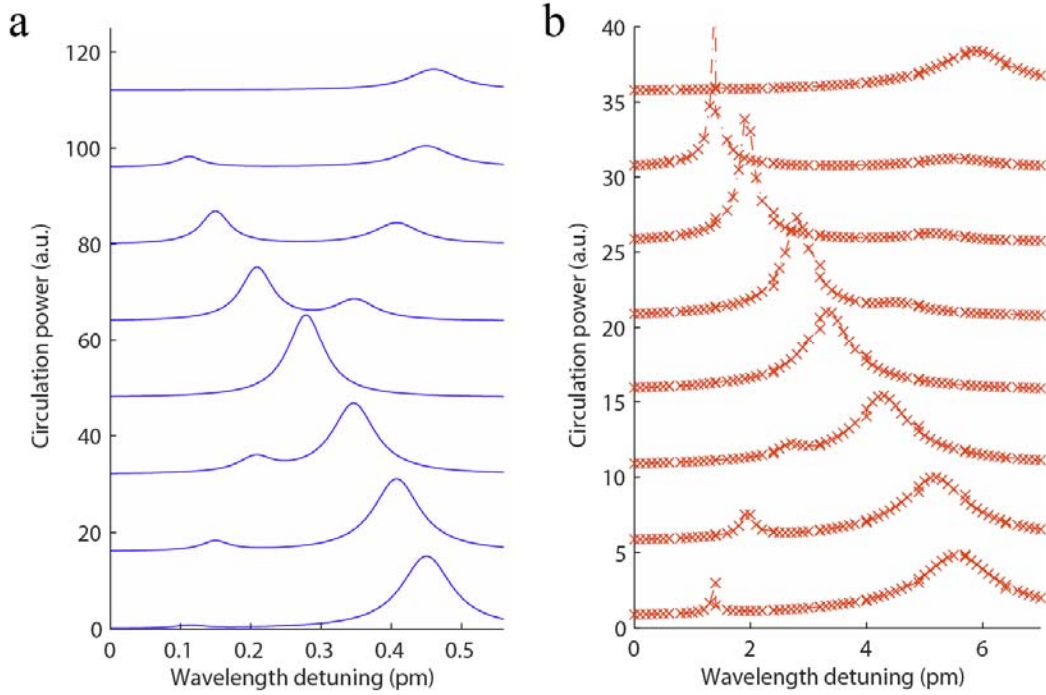 a
120
100
80
60
40
20
0
Circulation power (a.u.)
0 0.1 0.2 0.3 0.4 0.5
Wavelength detuning (pm)
b
40
35
30
25
20
15
10
5
0
Circulation power (a.u.)
0 2 4 6
Wavelength detuning (pm)